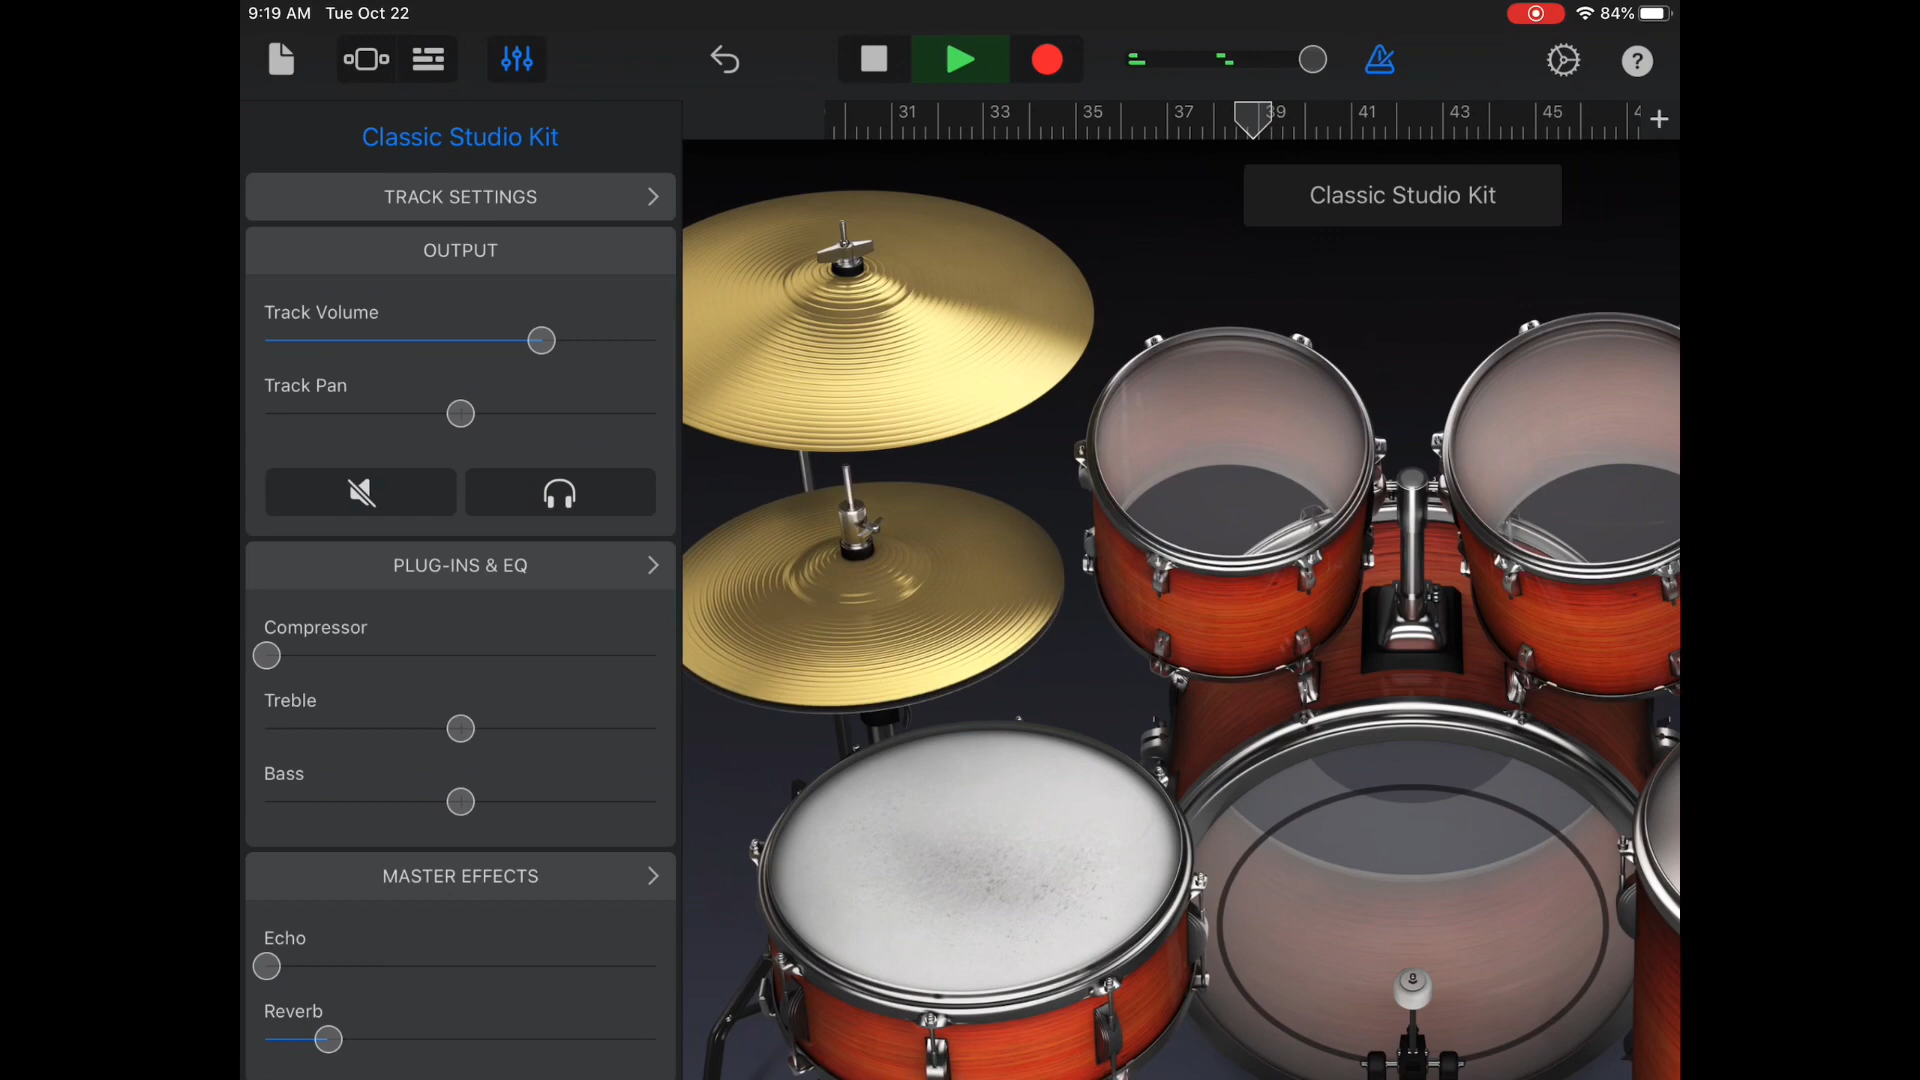 9:19 AM Tue Oct 22
84%
31 33 35 37 39 41 43 45 4
Classic Studio Kit
TRACK SETTINGS
Classic Studio Kit
OUTPUT
Track Volume
Track Pan
PLUG-INS & EQ
Compressor
Treble
Bass
MASTER EFFECTS
Echo
Reverb